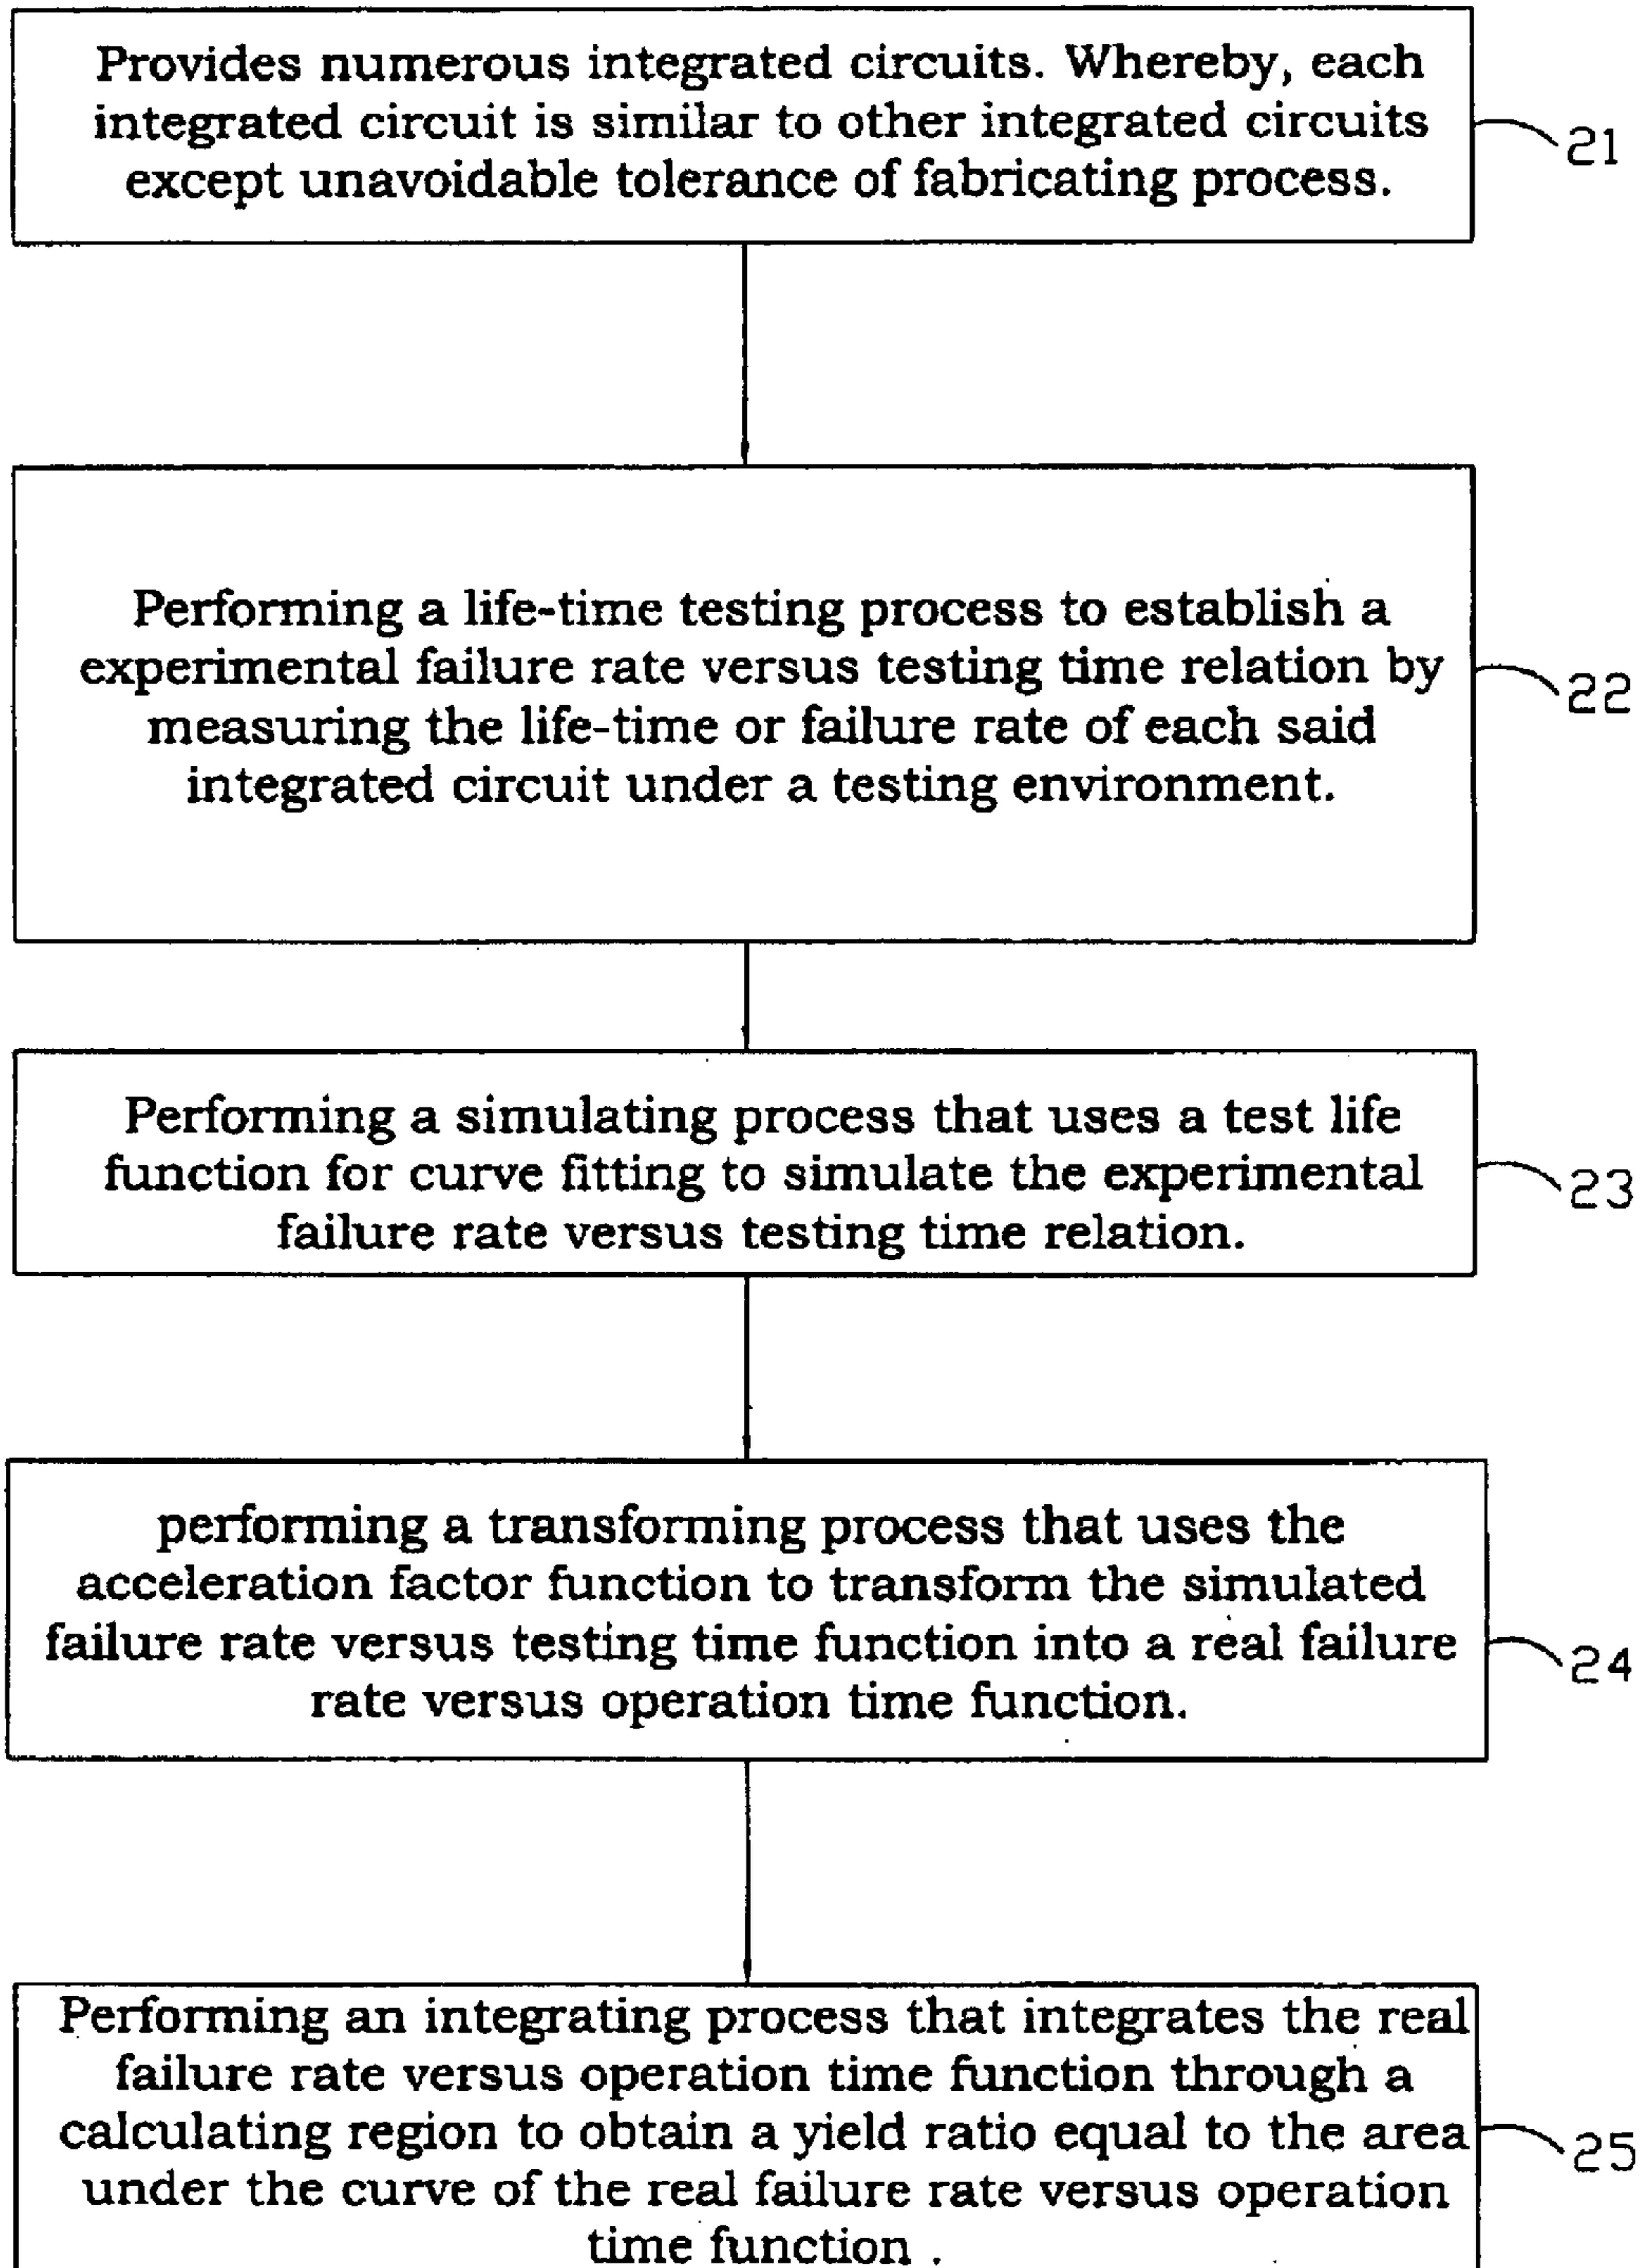 Provides numerous integrated circuits. Whereby, each
integrated circuit is similar to other integrated circuits
except unavoidable tolerance of fabricating process.
21
Performing a life-time testing process to establish a
experimental failure rate versus testing time relation by
measuring the life-time or failure rate of each said
integrated circuit under a testing environment.
22
Performing a simulating process that uses a test life
function for curve fitting to simulate the experimental
failure rate versus testing time relation.
23
performing a transforming process that uses the
acceleration factor function to transform the simulated
failure rate versus testing time function into a real failure
rate versus operation time function.
24
Performing an integrating process that integrates the real
failure rate versus operation time function through a
calculating region to obtain a yield ratio equal to the area
under the curve of the real failure rate versus operation
time function .
25